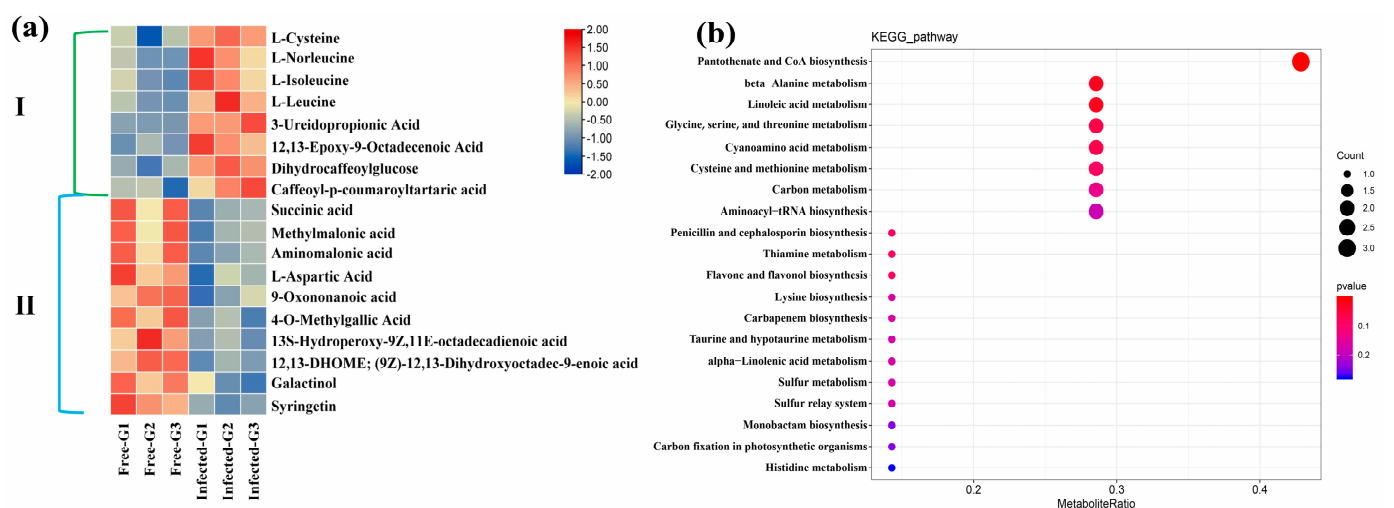 (a)
I
II
L-Cysteine
L-Norleucine
L-Isoleucine
L-Leucine
3-Ureidopropionic Acid
12,13-Epoxy-9-Octadecenoic Acid
Dihydrocaffeoylglucose
Caffeoyl-p-coumaroyltartaric acid
Succinic acid
Methylmalonic acid
Aminomalonic acid
L-Aspartic Acid
9-Oxononanoic acid
4-O-Methylgallic Acid
13S-Hydroperoxy-9Z,11E-octadecadienoic acid
12,13-DHOME; (9Z)-12,13-Dihydroxyoctadec-9-enoic acid
Galactinol
Syringetin
Free-G1
Free-G2
Free-G3
Infected-G1
Infected-G2
Infected-G3
2.00
1.50
1.00
0.50
0.00
-0.50
-1.00
-1.50
-2.00
(b)
KEGG_pathway
Pantothenate and CoA biosynthesis
beta Alanine metabolism
Linoleic acid metabolism
Glycine, serine, and threonine metabolism
Cyanoamino acid metabolism
Cysteine and methionine metabolism
Carbon metabolism
Aminoacyl−tRNA biosynthesis
Penicillin and cephalosporin biosynthesis
Thiamine metabolism
Flavone and flavonol biosynthesis
Lysine biosynthesis
Carbapenem biosynthesis
Taurine and hypotaurine metabolism
alpha−Linolenic acid metabolism
Sulfur metabolism
Sulfur relay system
Monobactam biosynthesis
Carbon fixation in photosynthetic organisms
Histidine metabolism
0.2
0.3
0.4
MetaboliteRatio
Count
1.0
1.5
2.0
2.5
3.0
pvalue
0.1
0.2